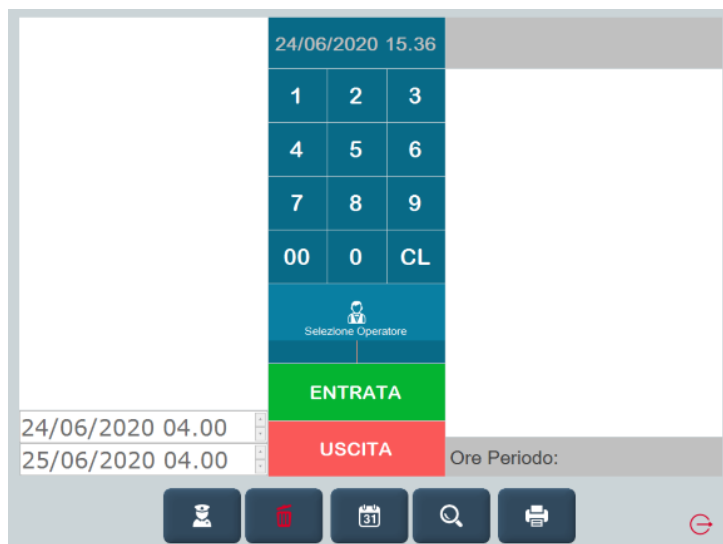 24/06/2020 15.36
1 2 3
4 5 6
7 8 9
00 0 CL
Selezione Operatore
ENTRATA
USCITA
24/06/2020 04.00
25/06/2020 04.00
Ore Periodo:
31